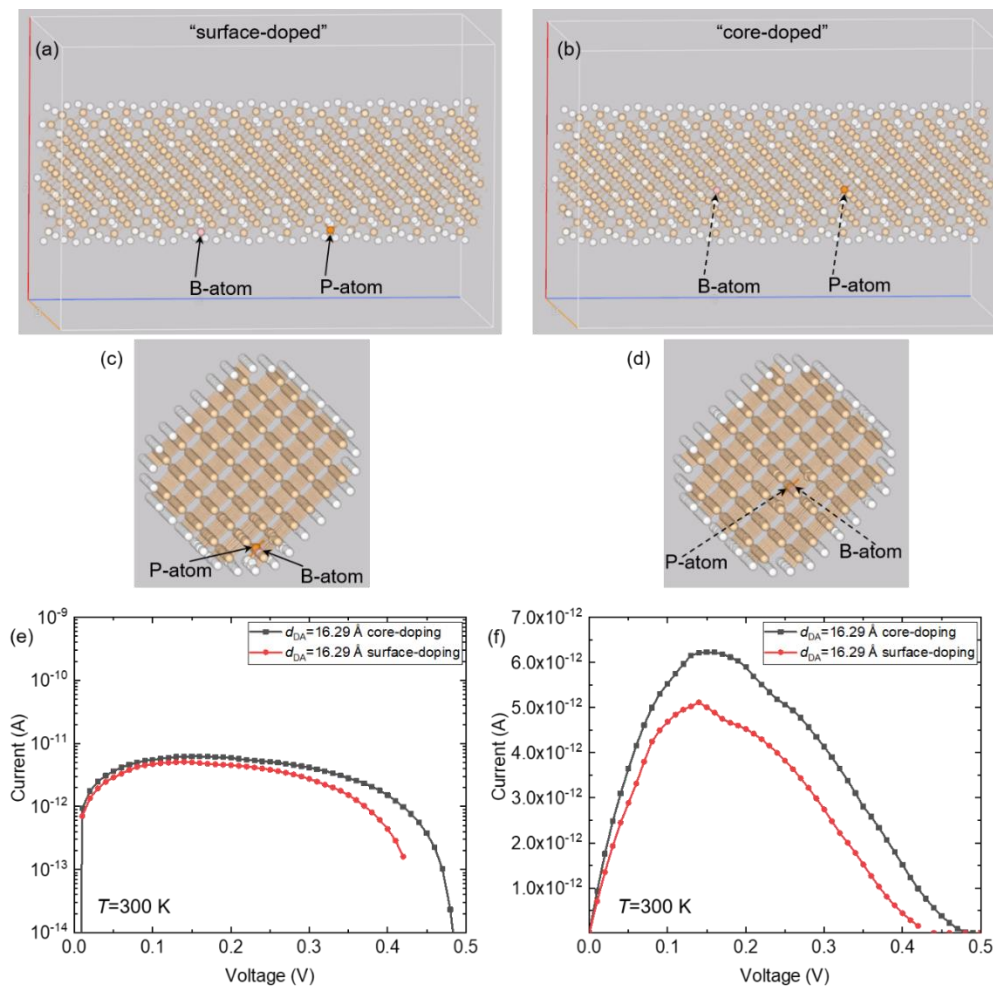 (a)
“surface-doped”
B-atom
P-atom
(b)
“core-doped”
B-atom
P-atom
(c)
P-atom
B-atom
(d)
P-atom
B-atom
(e)
d_DA=16.29 Å core-doping
d_DA=16.29 Å surface-doping
10⁻⁹
10⁻¹⁰
10⁻¹¹
10⁻¹²
10⁻¹³
10⁻¹⁴
Current (A)
T=300 K
0.0 0.1 0.2 0.3 0.4 0.5
Voltage (V)
(f)
d_DA=16.29 Å core-doping
d_DA=16.29 Å surface-doping
7.0x10⁻¹²
6.0x10⁻¹²
5.0x10⁻¹²
4.0x10⁻¹²
3.0x10⁻¹²
2.0x10⁻¹²
1.0x10⁻¹²
Current (A)
T=300 K
0.0 0.1 0.2 0.3 0.4 0.5
Voltage (V)